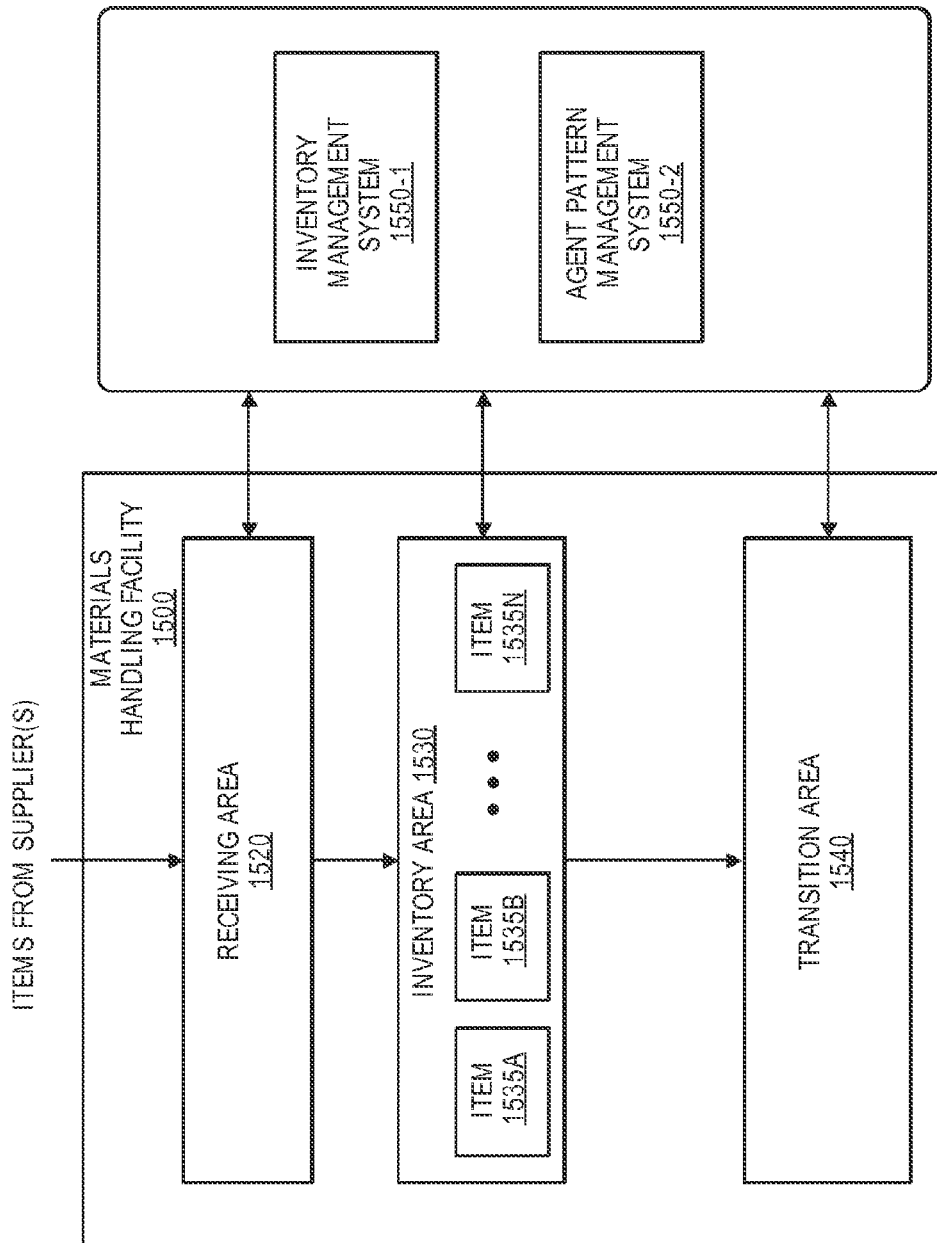 ITEMS FROM SUPPLIER(S)
MATERIALS
HANDLING FACILITY
1500
RECEIVING AREA
1520
INVENTORY AREA 1530
ITEM
1535A
ITEM
1535B
ITEM
1535N
TRANSITION AREA
1540
INVENTORY
MANAGEMENT
SYSTEM
1550-1
AGENT PATTERN
MANAGEMENT
SYSTEM
1550-2